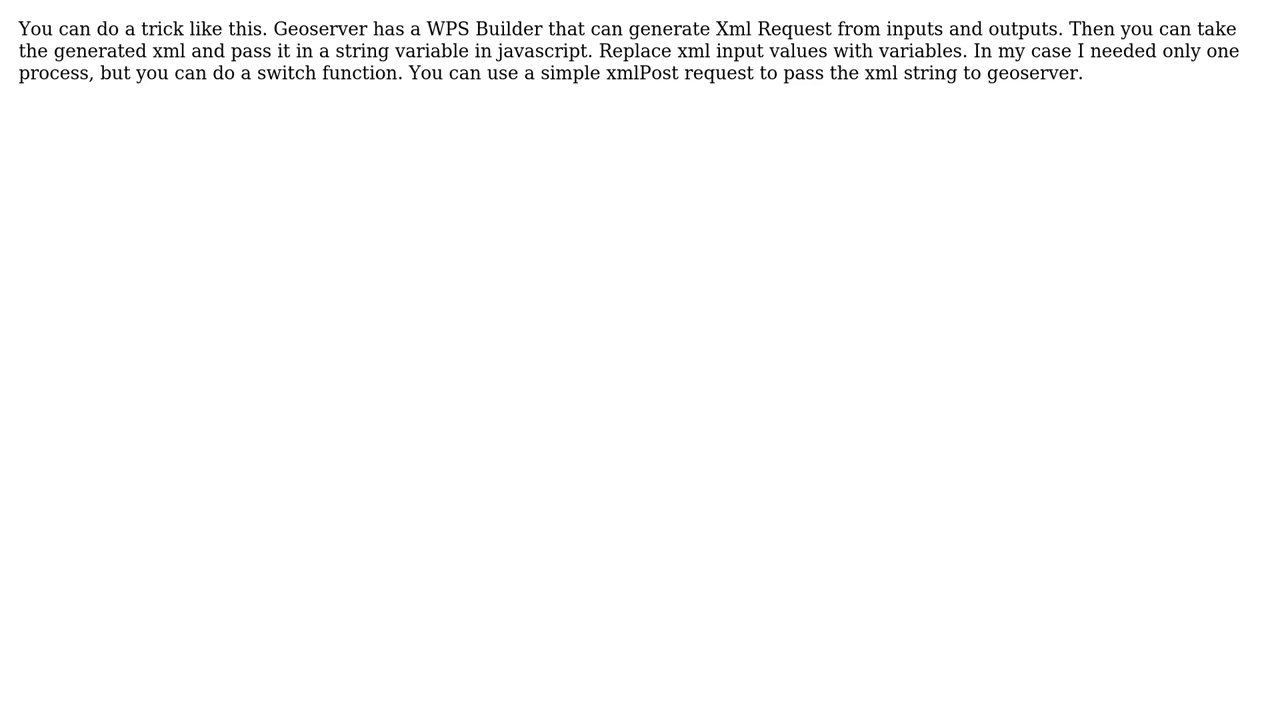 You can do a trick like this. Geoserver has a WPS Builder that can generate Xml Request from inputs and outputs. Then you can take
the generated xml and pass it in a string variable in javascript. Replace xml input values with variables. In my case I needed only one
process, but you can do a switch function. You can use a simple xmlPost request to pass the xml string to geoserver.